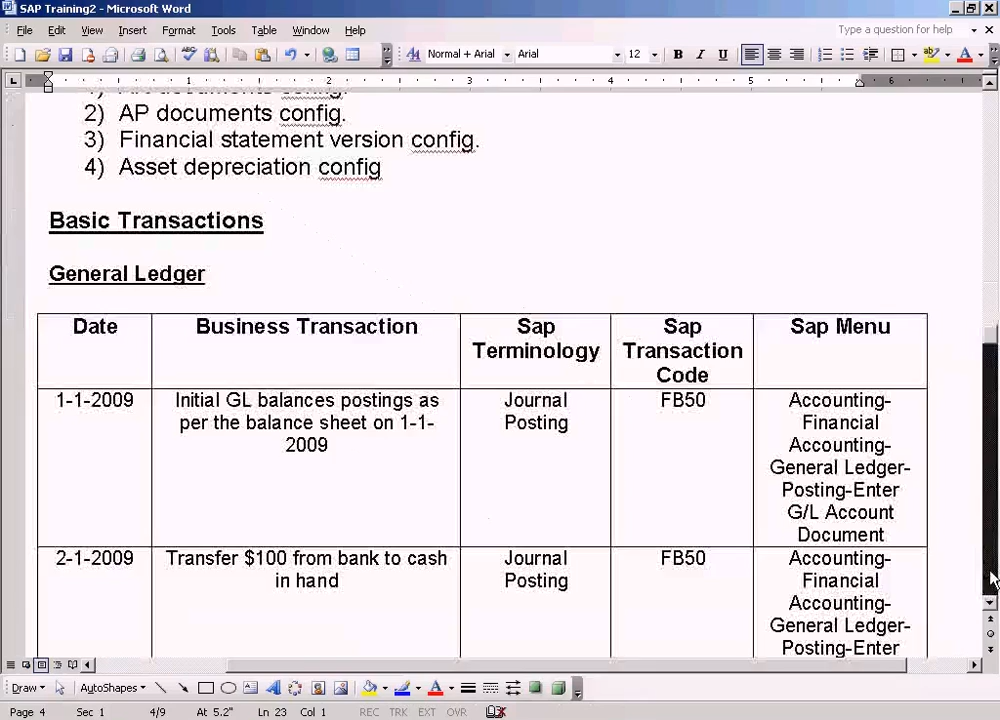 SAP Training2 - Microsoft Word
File Edit View Insert Format Tools Table Window Help Type a question for help
Normal + Arial Arial 12 B I U
1 2 3 4 5 6
2) AP documents config.
3) Financial statement version config.
4) Asset depreciation config
Basic Transactions
General Ledger
Date Business Transaction Sap Terminology Sap Transaction Code Sap Menu
1-1-2009
Initial GL balances postings as
per the balance sheet on 1-1-
2009
Journal
Posting
FB50
Accounting-
Financial
Accounting-
General Ledger-
Posting-Enter
G/L Account
Document
2-1-2009
Transfer $100 from bank to cash
in hand
Journal
Posting
FB50
Accounting-
Financial
Accounting-
General Ledger-
Posting-Enter
Draw AutoShapes
Page 4 Sec 1 4/9 At 5.2" Ln 23 Col 1 REC TRK EXT OVR